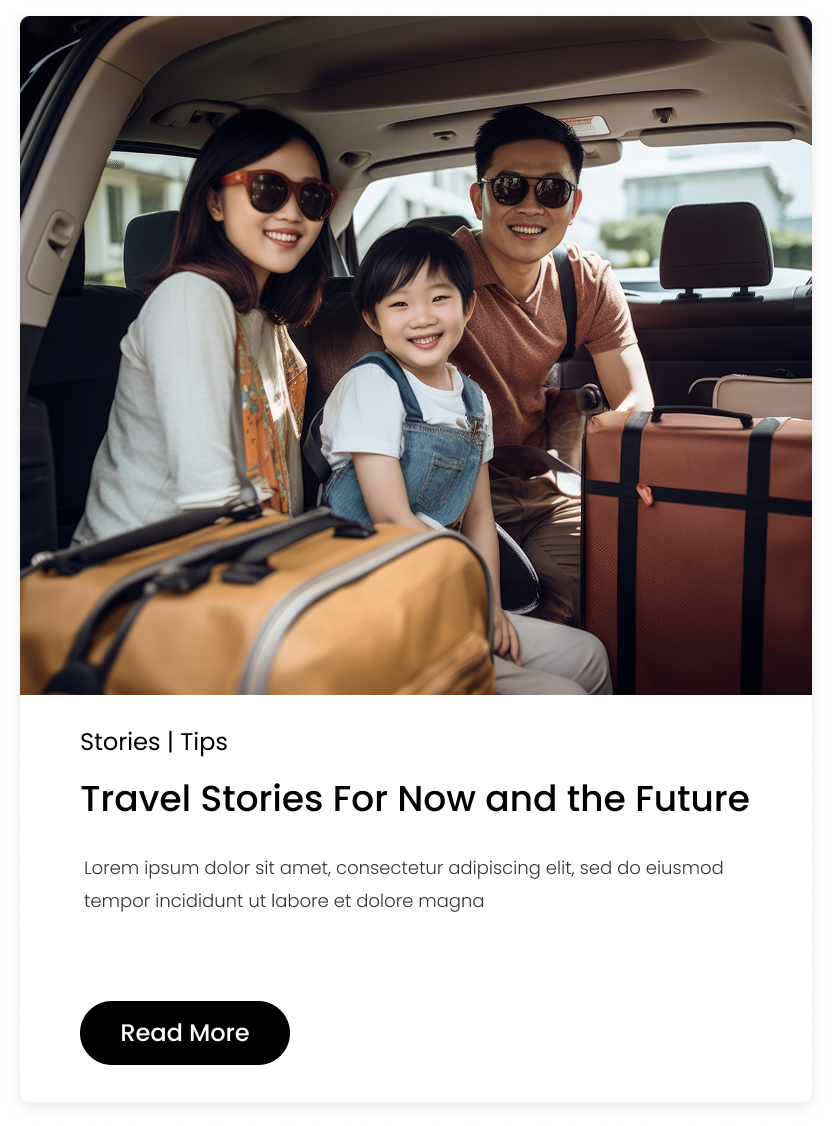 Stories | Tips
Travel Stories For Now and the Future
Lorem ipsum dolor sit amet, consectetur adipiscing elit, sed do eiusmod
tempor incididunt ut labore et dolore magna
Read More